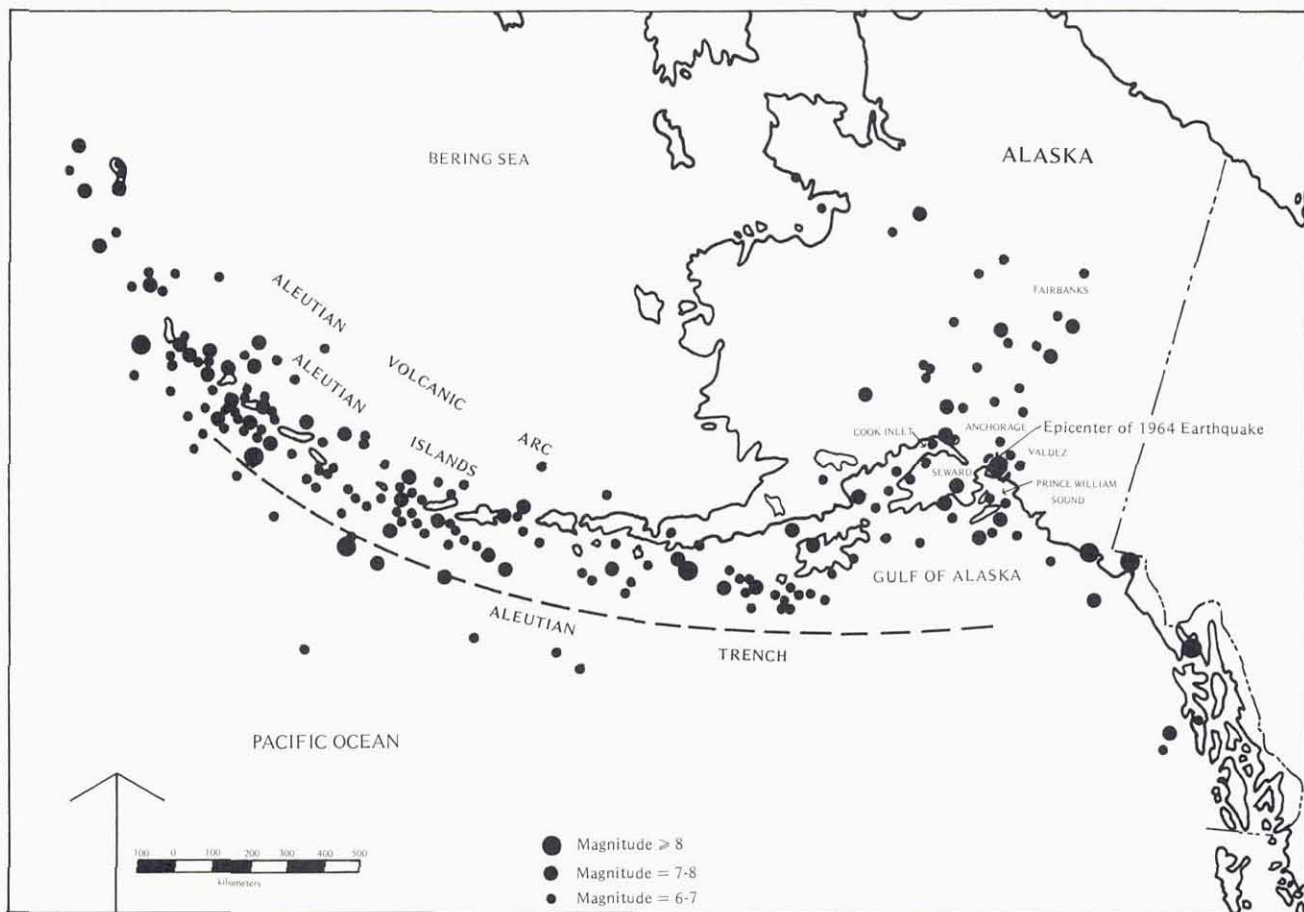 BERING SEA
ALASKA
FAIRBANKS
ALEUTIAN
VOLCANIC
ARC
ALEUTIAN
ISLANDS
COOK INLET
ANCHORAGE
Epicenter of 1964 Earthquake
VALDEZ
SEWARD
PRINCE WILLIAM
SOUND
GULF OF ALASKA
ALEUTIAN
TRENCH
PACIFIC OCEAN
100 0 100 200 300 400 500
kilometers
Magnitude ⩾ 8
Magnitude = 7-8
Magnitude = 6-7